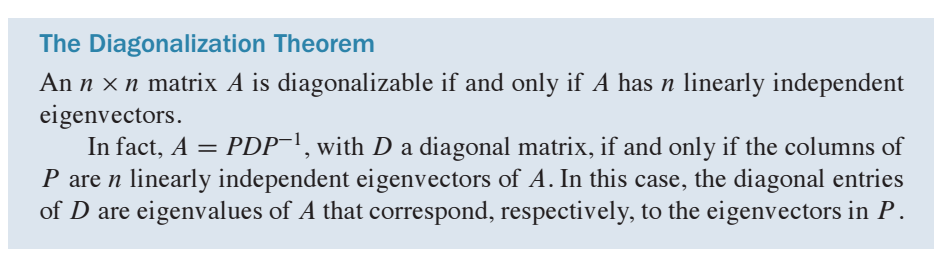 The Diagonalization Theorem
An n × n matrix A is diagonalizable if and only if A has n linearly independent
eigenvectors.
In fact, A = PDP⁻¹, with D a diagonal matrix, if and only if the columns of
P are n linearly independent eigenvectors of A. In this case, the diagonal entries
of D are eigenvalues of A that correspond, respectively, to the eigenvectors in P.